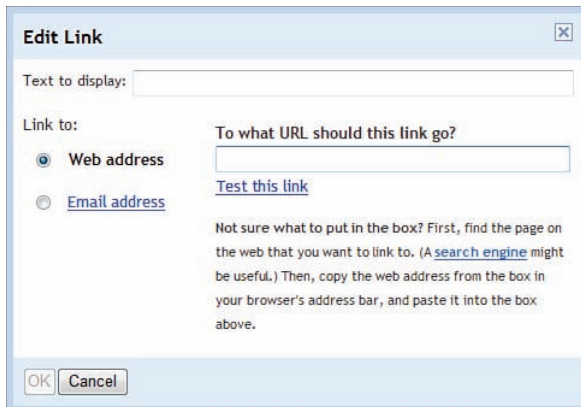 Edit Link
Text to display:
Link to:
Web address
Email address
To what URL should this link go?
Test this link
Not sure what to put in the box? First, find the page on
the web that you want to link to. (A search engine might
be useful.) Then, copy the web address from the box in
your browser's address bar, and paste it into the box
above.
OK Cancel